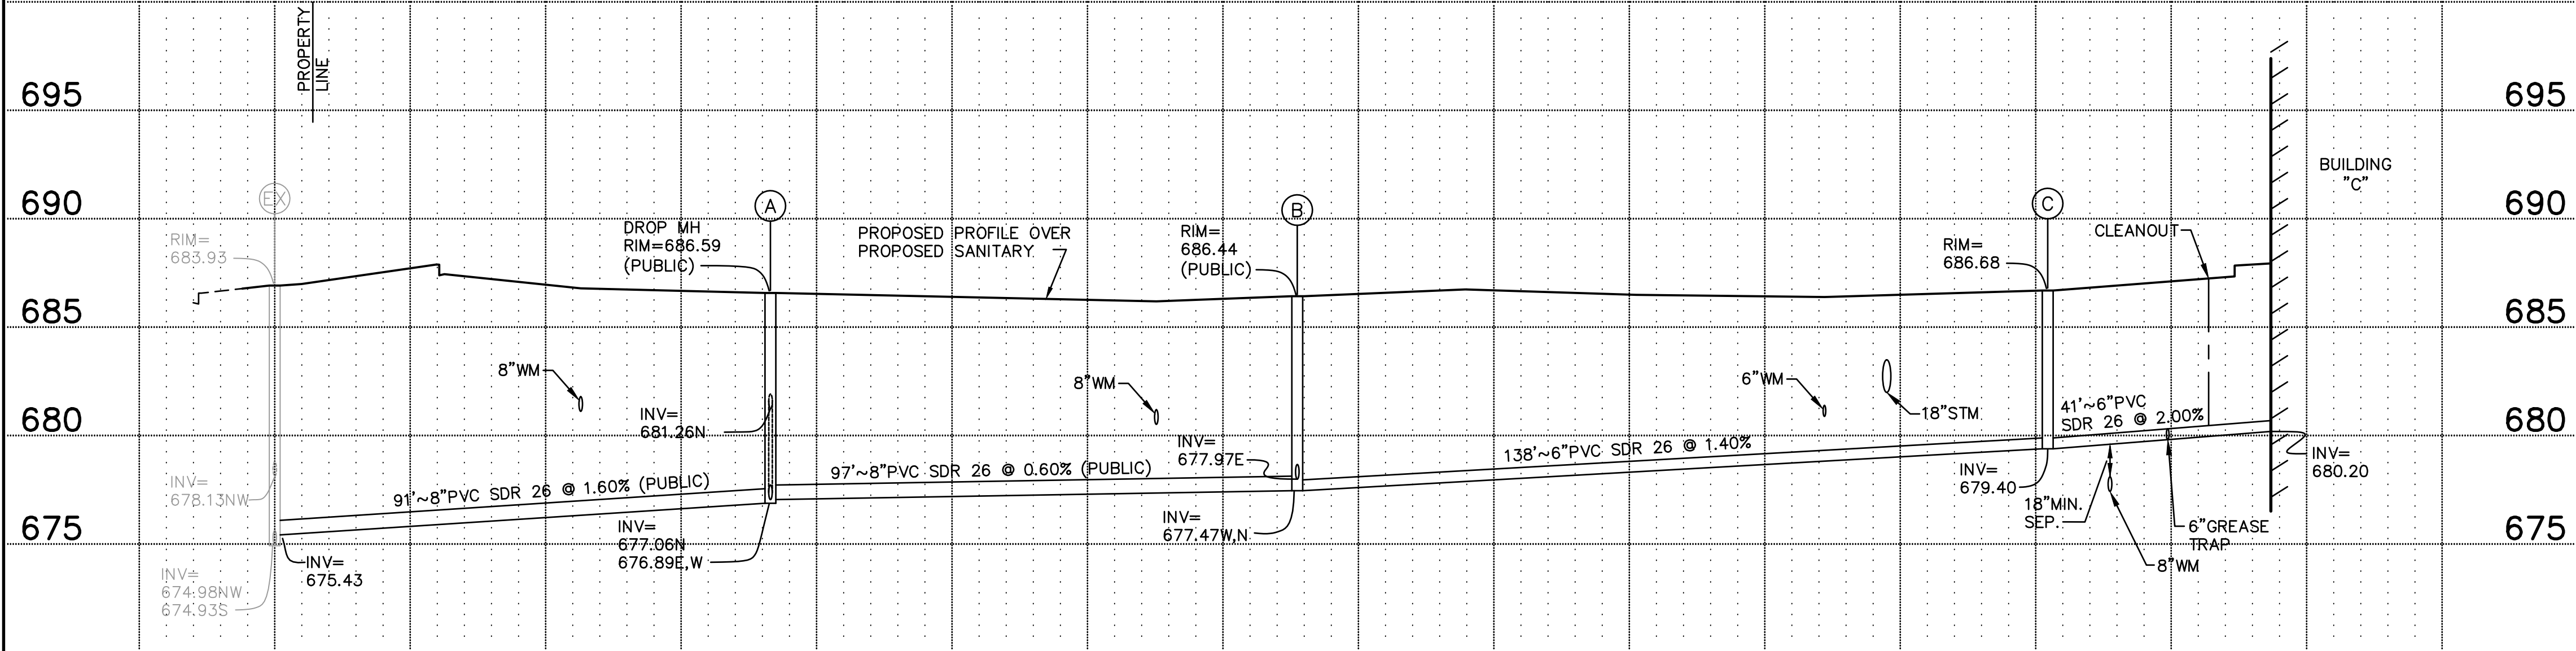 PROPERTY
LINE
695
695
690
690
685
685
680
680
675
675
EX
RIM=
683.93
INV=
678.13NW
INV=
674.98NW
674.93S
INV=
675.43
8"WM
91'~8"PVC SDR 26 @ 1.60% (PUBLIC)
A
DROP MH
RIM=686.59
(PUBLIC)
INV=
681.26N
INV=
677.06N
676.89E,W
PROPOSED PROFILE OVER
PROPOSED SANITARY
8"WM
97'~8"PVC SDR 26 @ 0.60% (PUBLIC)
B
RIM=
686.44
(PUBLIC)
INV=
677.97E
INV=
677.47W,N
138'~6"PVC SDR 26 @ 1.40%
6"WM
18"STM
C
RIM=
686.68
INV=
679.40
CLEANOUT
41'~6"PVC
SDR 26 @ 2.00%
18"MIN.
SEP.
6"GREASE
TRAP
8"WM
INV=
680.20
BUILDING
"C"